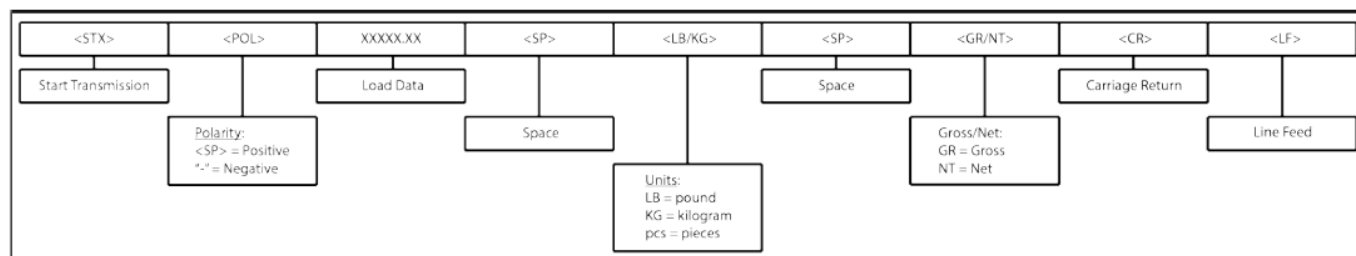 <STX> <POL> XXXXX.XX <SP> <LB/KG> <SP> <GR/NT> <CR> <LF>
Start Transmission
Load Data
Space
Carriage Return
Polarity:
<SP> = Positive
"-" = Negative
Space
Gross/Net:
GR = Gross
NT = Net
Line Feed
Units:
LB = pound
KG = kilogram
pcs = pieces